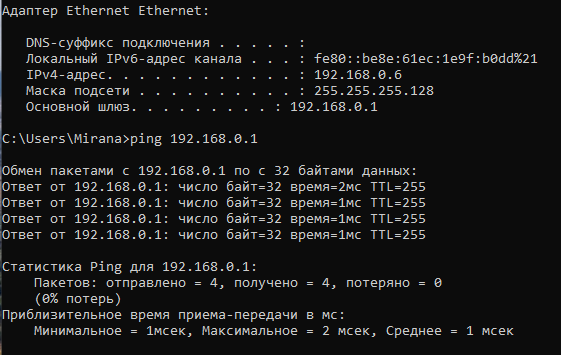 Адаптер Ethernet Ethernet:
DNS-суффикс подключения . . . . . :
Локальный IPv6-адрес канала . . . : fe80::be8e:61ec:1e9f:b0dd%21
IPv4-адрес. . . . . . . . . . . . : 192.168.0.6
Маска подсети . . . . . . . . . . : 255.255.255.128
Основной шлюз. . . . . . . . . : 192.168.0.1
C:\Users\Mirana>ping 192.168.0.1
Обмен пакетами с 192.168.0.1 по с 32 байтами данных:
Ответ от 192.168.0.1: число байт=32 время=2мс TTL=255
Ответ от 192.168.0.1: число байт=32 время=1мс TTL=255
Ответ от 192.168.0.1: число байт=32 время=1мс TTL=255
Ответ от 192.168.0.1: число байт=32 время=1мс TTL=255
Статистика Ping для 192.168.0.1:
Пакетов: отправлено = 4, получено = 4, потеряно = 0
(0% потерь)
Приблизительное время приема-передачи в мс:
Минимальное = 1мсек, Максимальное = 2 мсек, Среднее = 1 мсек